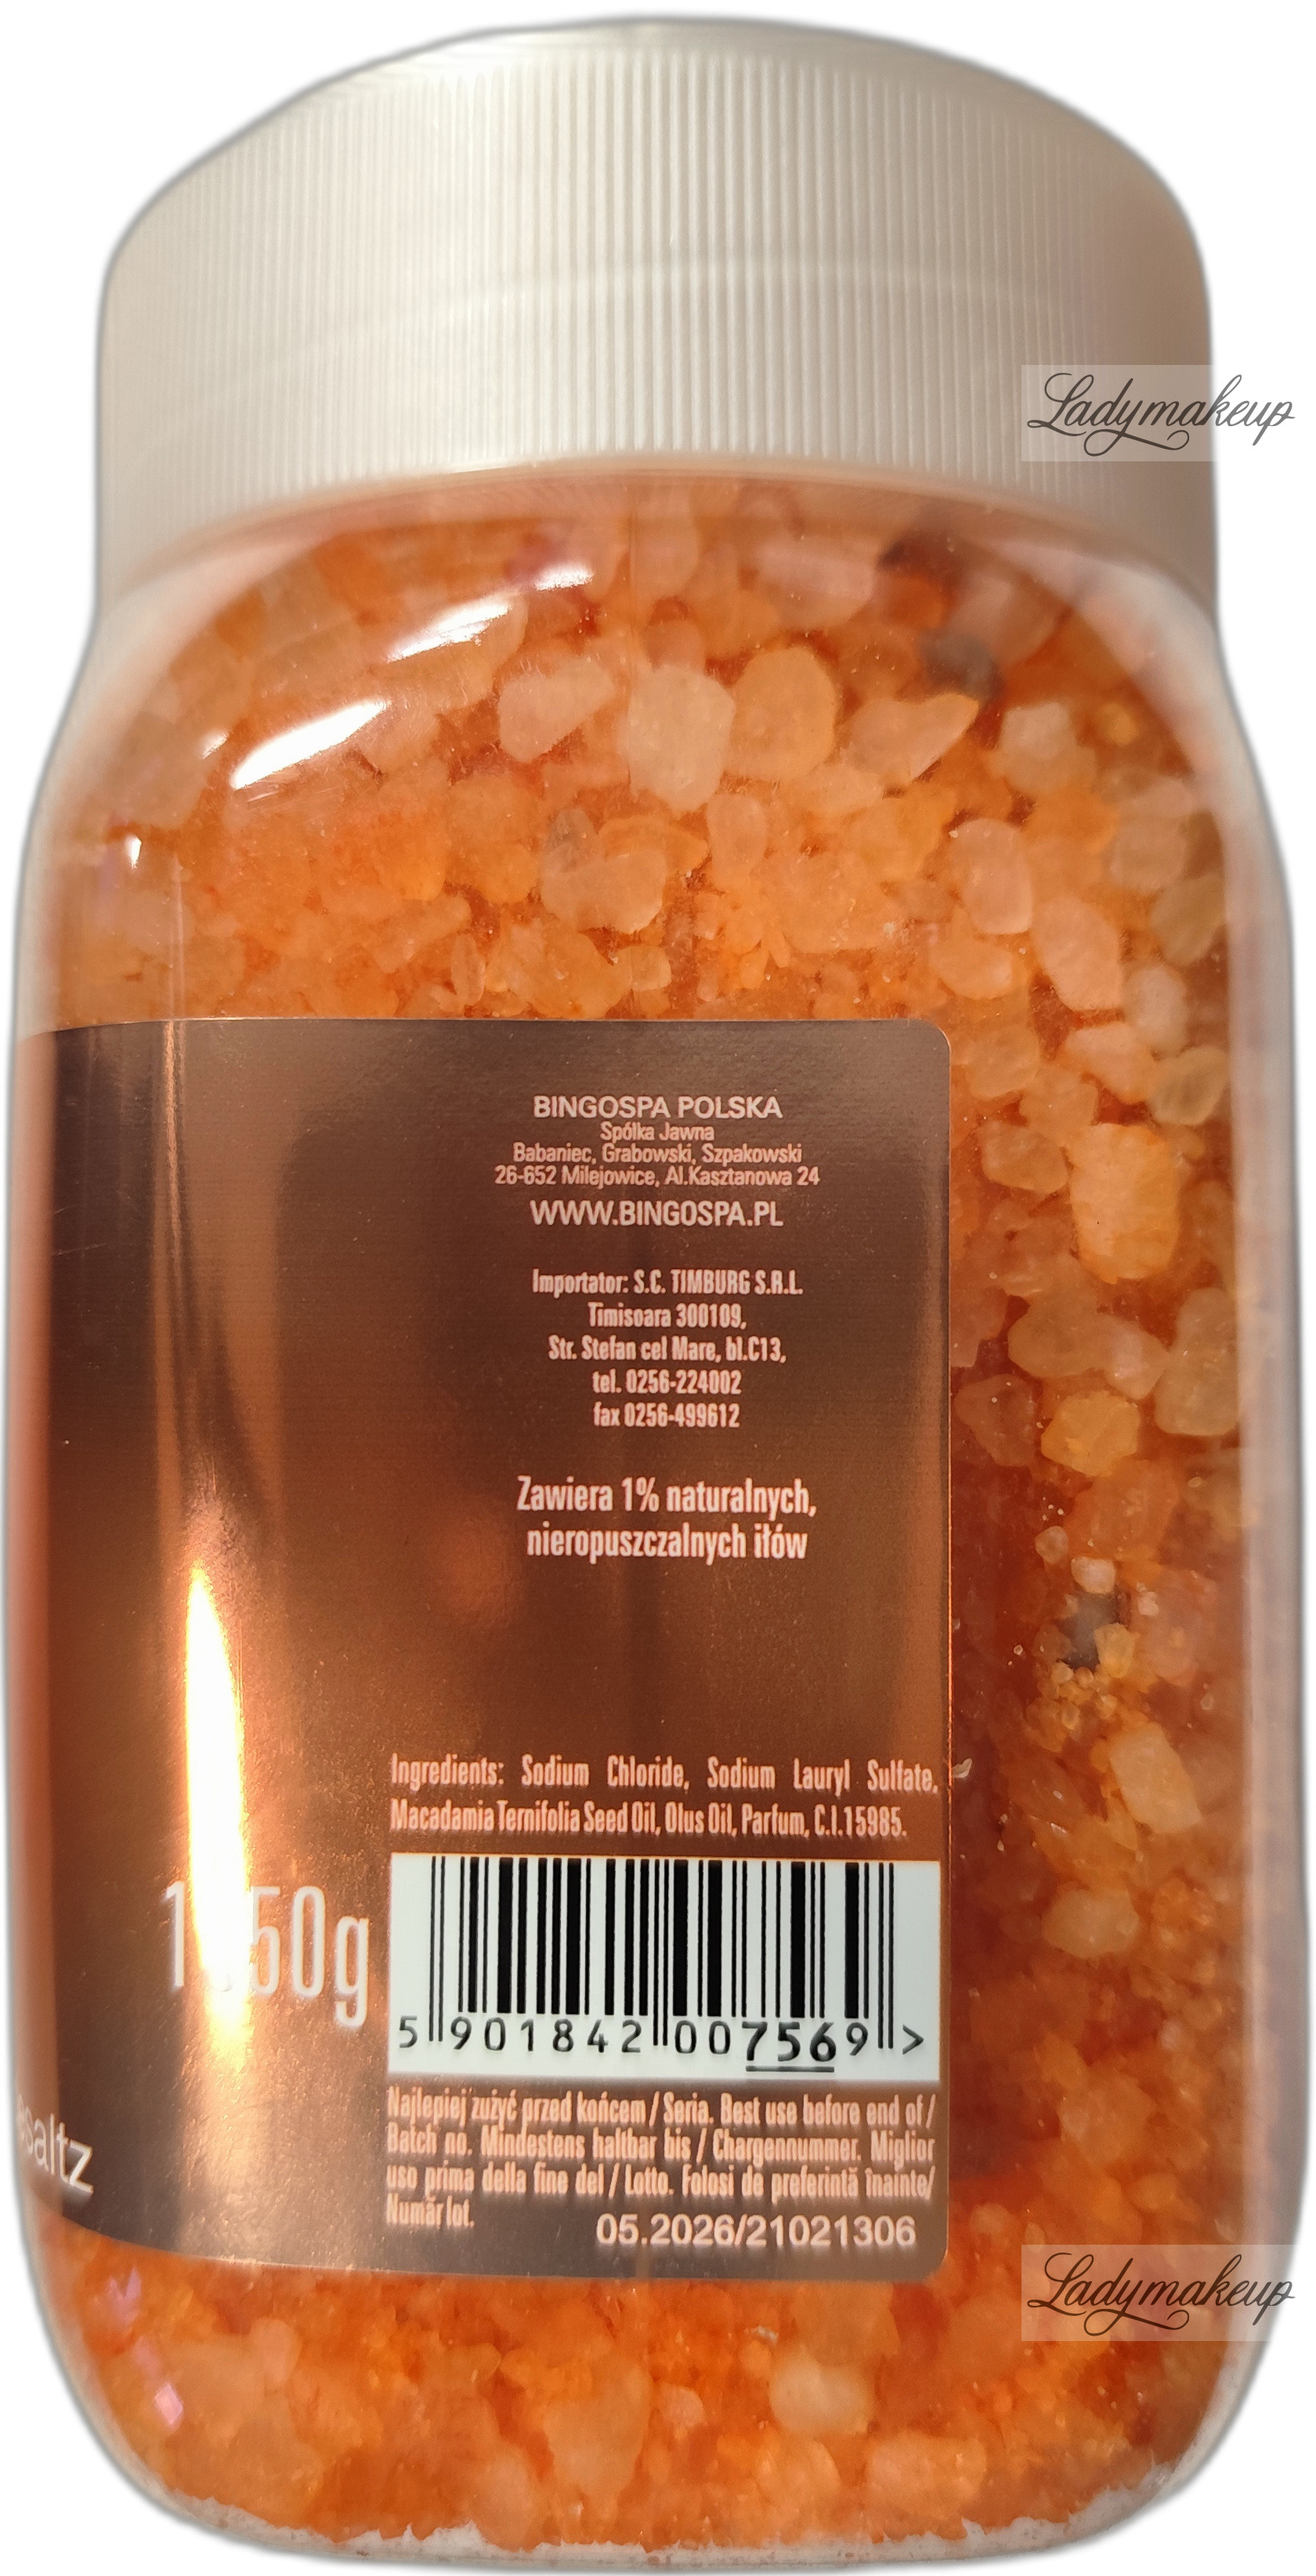 Ladymakeup
BINGOSPA POLSKA
Spólka Jawna
Babaniec, Grabowski, Szpakowski
26-652 Milejowice, Al.Kasztanowa 24
WWW.BINGOSPA.PL
Importator: S.C. TIMBURG S.R.L.
Timisoara 300109,
Str. Stefan cel Mare, bl.C13,
tel. 0256-224002
fax 0256-499612
Zawiera 1% naturalnych,
nieropuszczalnych iłów
Ingredients: Sodium Chloride, Sodium Lauryl Sulfate,
Macadamia Ternifolia Seed Oil, Olus Oil, Parfum, C.I.15985.
5 901842 007569 >
Najlepiej zużyć przed końcem / Seria. Best use before end of /
Batch no. Mindestens haltbar bis / Chargennummer. Miglior
uso prima della fine del / Lotto. Folosi de preferintă înainte/
Număr lot.
05.2026/21021306
Ladymakeup